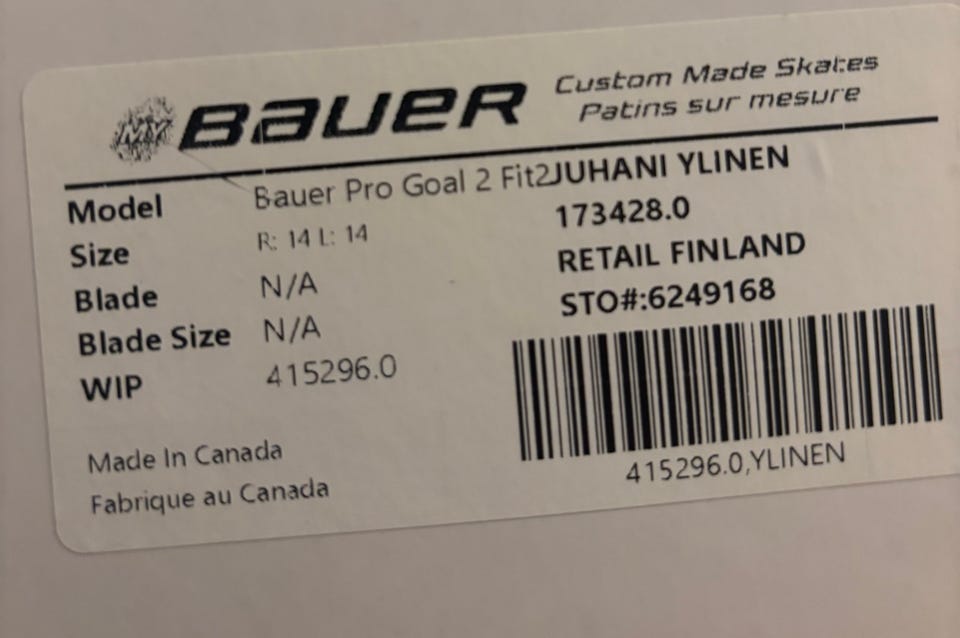 MY BAUER Custom Made Skates
Patins sur mesure
Model Bauer Pro Goal 2 Fit2
Size R: 14 L: 14
Blade N/A
Blade Size N/A
WIP 415296.0
Made In Canada
Fabrique au Canada
JUHANI YLINEN
173428.0
RETAIL FINLAND
STO#:6249168
415296.0,YLINEN